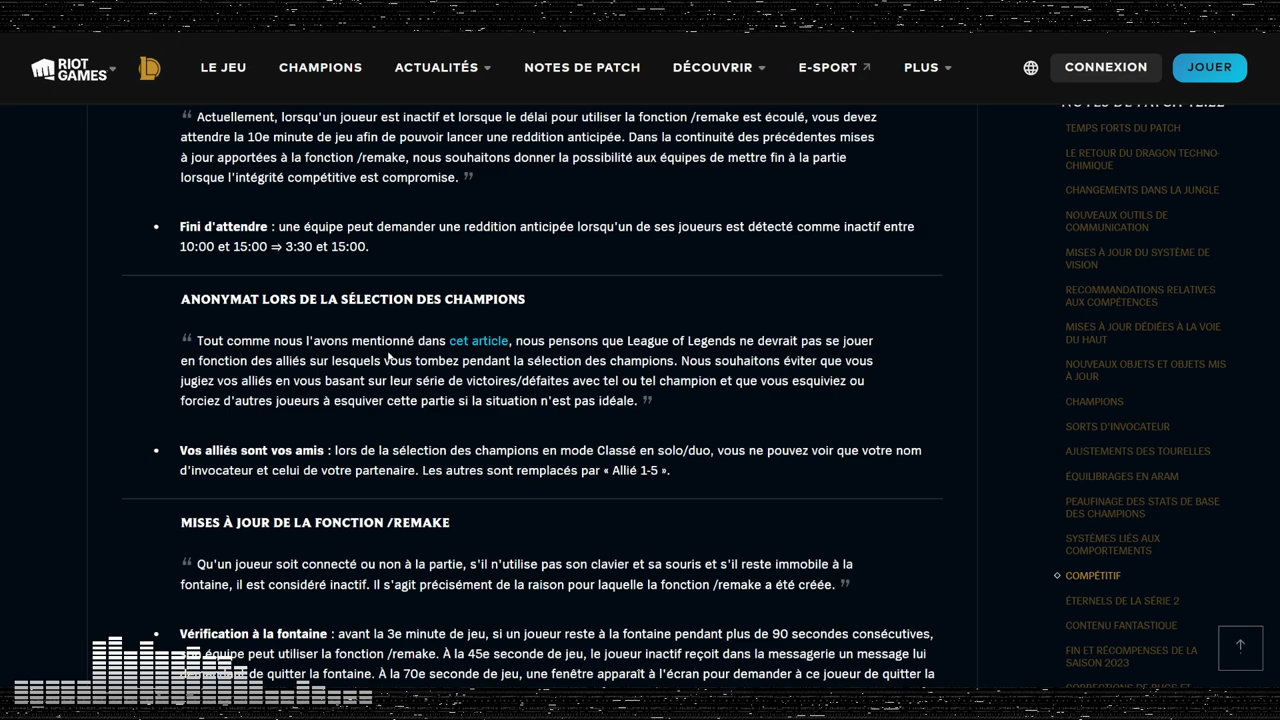 RIOT GAMES
LE JEU
CHAMPIONS
ACTUALITÉS
NOTES DE PATCH
DÉCOUVRIR
E-SPORT
PLUS
CONNEXION
JOUER
“ Actuellement, lorsqu'un joueur est inactif et lorsque le délai pour utiliser la fonction /remake est écoulé, vous devez
attendre la 10e minute de jeu afin de pouvoir lancer une reddition anticipée. Dans la continuité des précédentes mises
à jour apportées à la fonction /remake, nous souhaitons donner la possibilité aux équipes de mettre fin à la partie
lorsque l'intégrité compétitive est compromise. ”
• Fini d'attendre : une équipe peut demander une reddition anticipée lorsqu'un de ses joueurs est détecté comme inactif entre
10:00 et 15:00 ⇒ 3:30 et 15:00.
ANONYMAT LORS DE LA SÉLECTION DES CHAMPIONS
“ Tout comme nous l'avons mentionné dans cet article, nous pensons que League of Legends ne devrait pas se jouer
en fonction des alliés sur lesquels vous tombez pendant la sélection des champions. Nous souhaitons éviter que vous
jugiez vos alliés en vous basant sur leur série de victoires/défaites avec tel ou tel champion et que vous esquiviez ou
forciez d'autres joueurs à esquiver cette partie si la situation n'est pas idéale. ”
• Vos alliés sont vos amis : lors de la sélection des champions en mode Classé en solo/duo, vous ne pouvez voir que votre nom
d'invocateur et celui de votre partenaire. Les autres sont remplacés par « Allié 1-5 ».
MISES À JOUR DE LA FONCTION /REMAKE
“ Qu'un joueur soit connecté ou non à la partie, s'il n'utilise pas son clavier et sa souris et s'il reste immobile à la
fontaine, il est considéré inactif. Il s'agit précisément de la raison pour laquelle la fonction /remake a été créée. ”
• Vérification à la fontaine : avant la 3e minute de jeu, si un joueur reste à la fontaine pendant plus de 90 secondes consécutives,
équipe peut utiliser la fonction /remake. À la 45e seconde de jeu, le joueur inactif reçoit dans la messagerie un message lui
de quitter la fontaine. À la 70e seconde de jeu, une fenêtre apparaît à l'écran pour demander à ce joueur de quitter la
TEMPS FORTS DU PATCH
LE RETOUR DU DRAGON TECHNO-
CHIMIQUE
CHANGEMENTS DANS LA JUNGLE
NOUVEAUX OUTILS DE
COMMUNICATION
MISES À JOUR DU SYSTÈME DE
VISION
RECOMMANDATIONS RELATIVES
AUX COMPÉTENCES
MISES À JOUR DÉDIÉES À LA VOIE
DU HAUT
NOUVEAUX OBJETS ET OBJETS MIS
À JOUR
CHAMPIONS
SORTS D'INVOCATEUR
AJUSTEMENTS DES TOURELLES
ÉQUILIBRAGES EN ARAM
PEAUFINAGE DES STATS DE BASE
DES CHAMPIONS
SYSTÈMES LIÉS AUX
COMPORTEMENTS
COMPÉTITIF
ÉTERNELS DE LA SÉRIE 2
CONTENU FANTASTIQUE
FIN ET RÉCOMPENSES DE LA
SAISON 2023